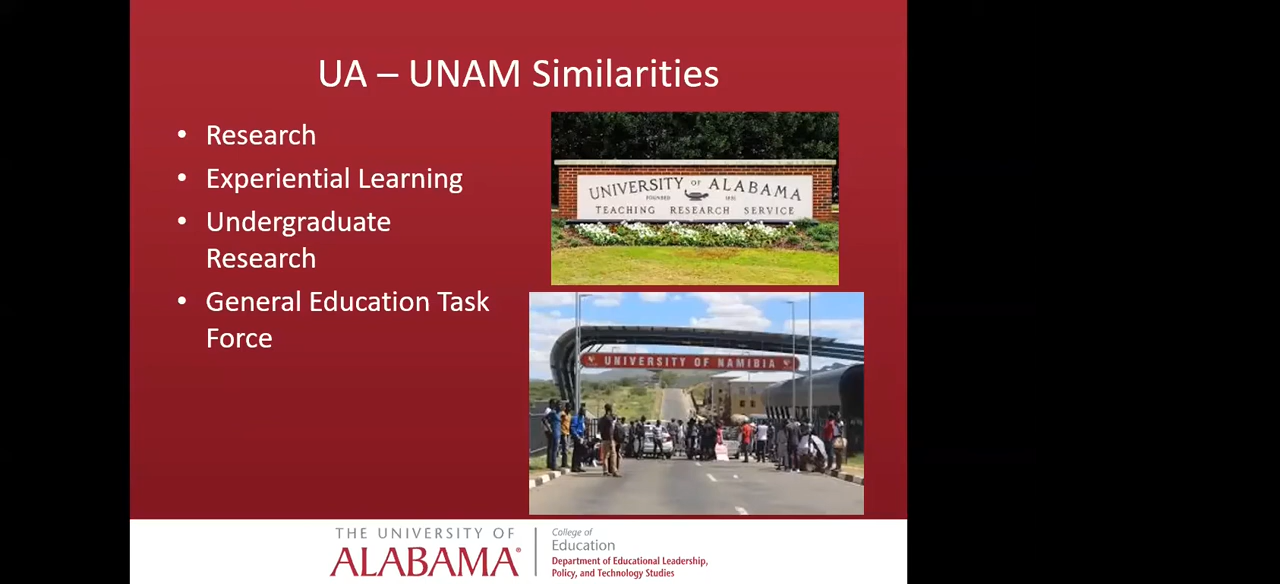 UA – UNAM Similarities
• Research
• Experiential Learning
• Undergraduate
Research
• General Education Task
Force
UNIVERSITY OF ALABAMA
FOUNDED 1831
TEACHING RESEARCH SERVICE
UNIVERSITY OF NAMIBIA
THE UNIVERSITY OF
ALABAMA®
College of
Education
Department of Educational Leadership,
Policy, and Technology Studies